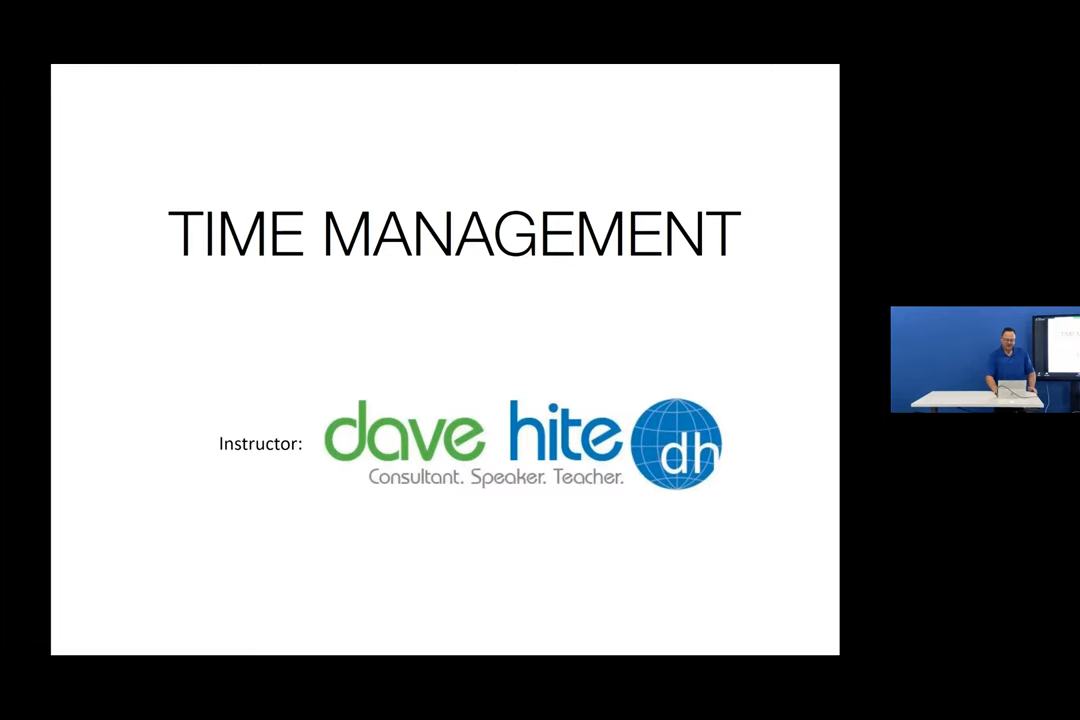 TIME MANAGEMENT
Instructor:
dave hite
dh
Consultant. Speaker. Teacher.